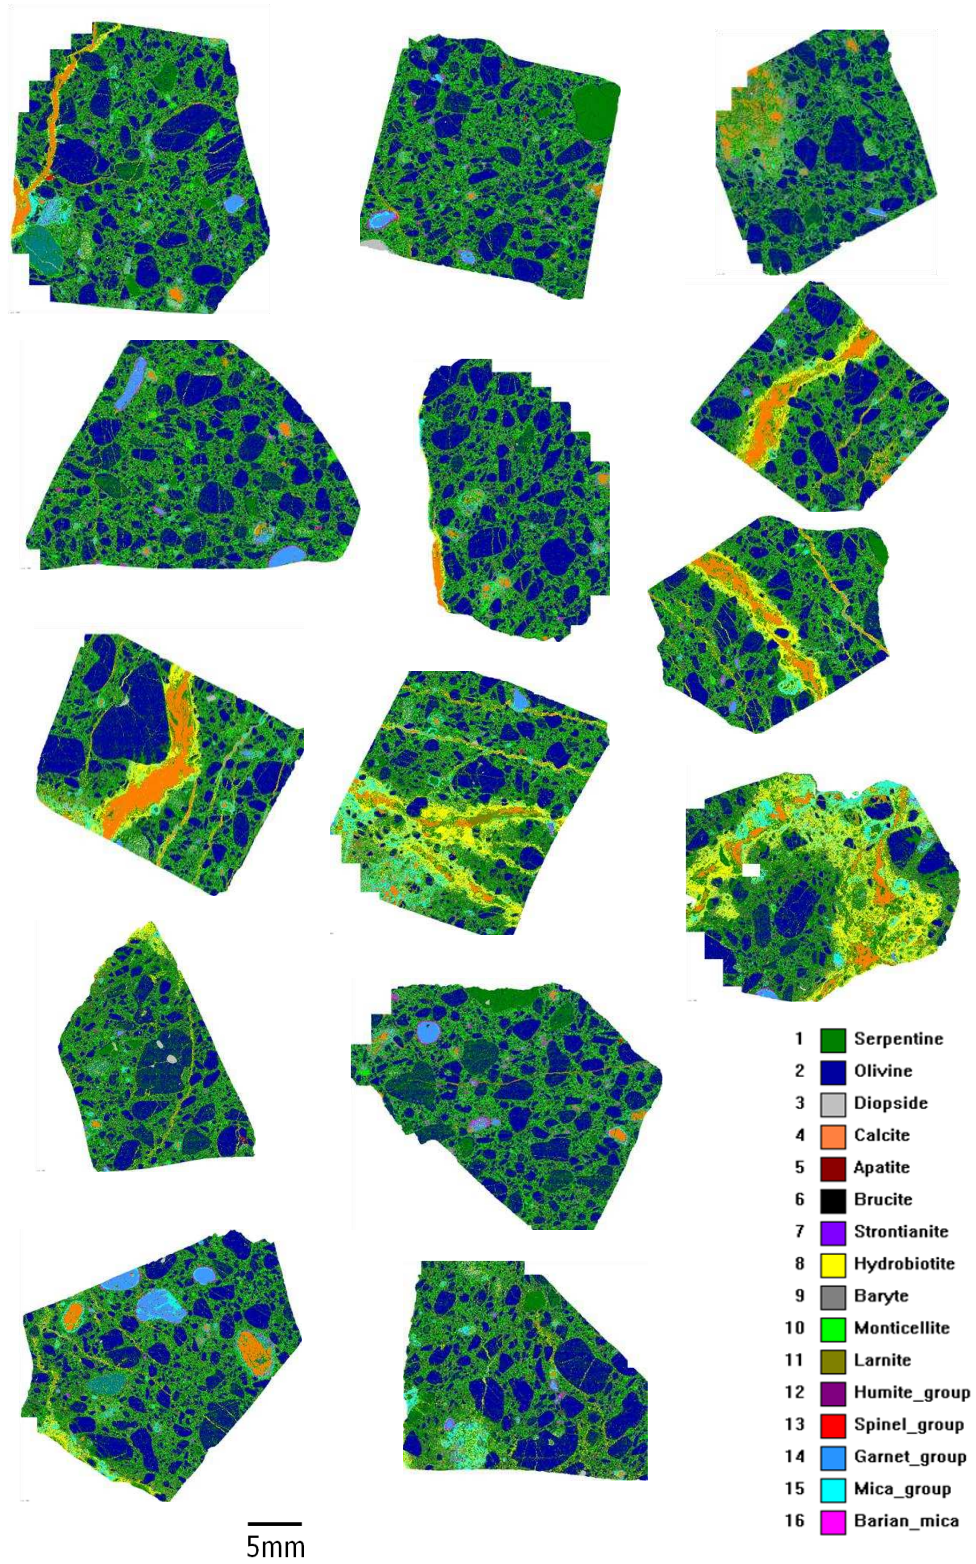 1 Serpentine
2 Olivine
3 Diopside
4 Calcite
5 Apatite
6 Brucite
7 Strontianite
8 Hydrobiotite
9 Baryte
10 Monticellite
11 Larnite
12 Humite_group
13 Spinel_group
14 Garnet_group
15 Mica_group
16 Barian_mica
5mm